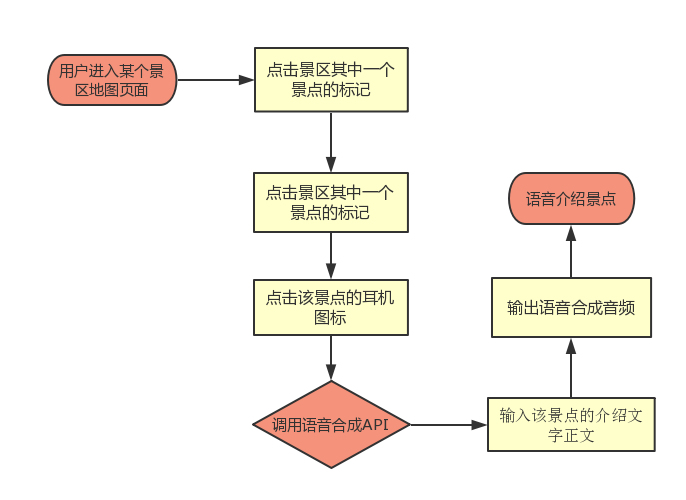 用户进入某个景
区地图页面
点击景区其中一个
景点的标记
点击景区其中一个
景点的标记
点击该景点的耳机
图标
调用语音合成API
输入该景点的介绍文
字正文
输出语音合成音频
语音介绍景点